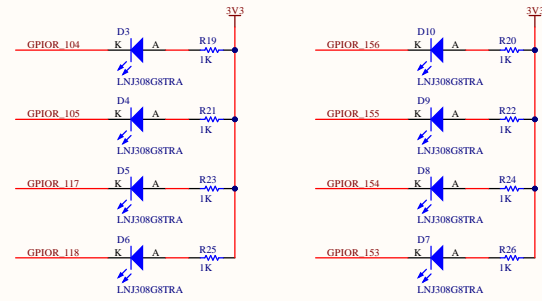 3V3
D3
R19
GPIOR_104
K
A
1K
LNJ308G8TRA
D4
R21
GPIOR_105
K
A
1K
LNJ308G8TRA
D5
R23
GPIOR_117
K
A
1K
LNJ308G8TRA
D6
R25
GPIOR_118
K
A
1K
LNJ308G8TRA
3V3
D10
R20
GPIOR_156
K
A
1K
LNJ308G8TRA
D9
R22
GPIOR_155
K
A
1K
LNJ308G8TRA
D8
R24
GPIOR_154
K
A
1K
LNJ308G8TRA
D7
R26
GPIOR_153
K
A
1K
LNJ308G8TRA